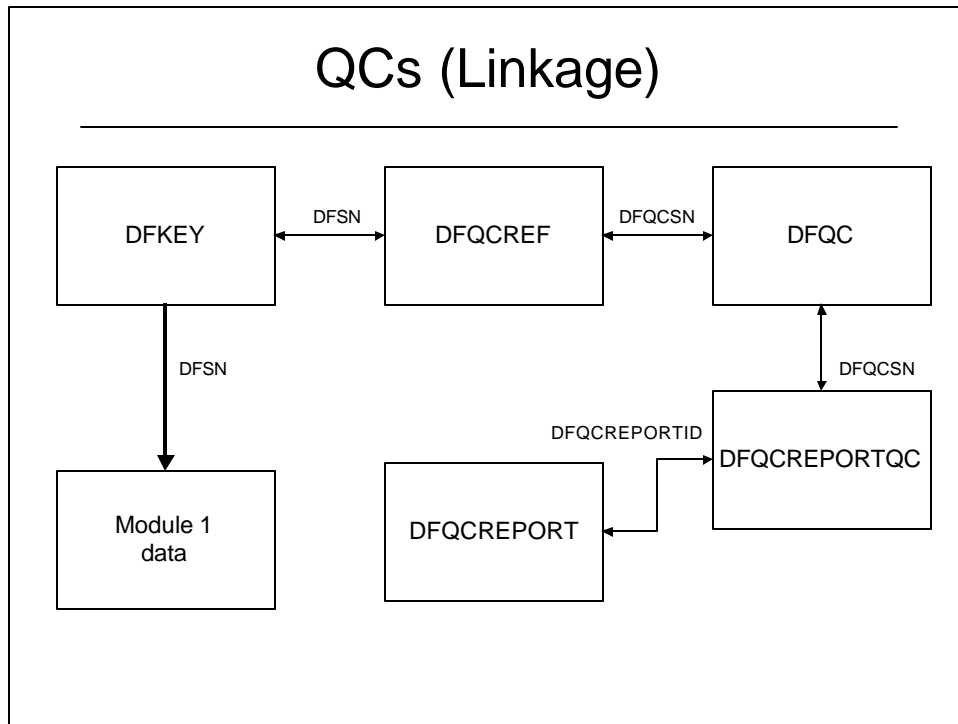 QCs (Linkage)
DFKEY
DFSN
DFQCREF
DFQCSN
DFQC
DFSN
DFQCSN
DFQCREPORTID
DFQCREPORTQC
Module 1
data
DFQCREPORT